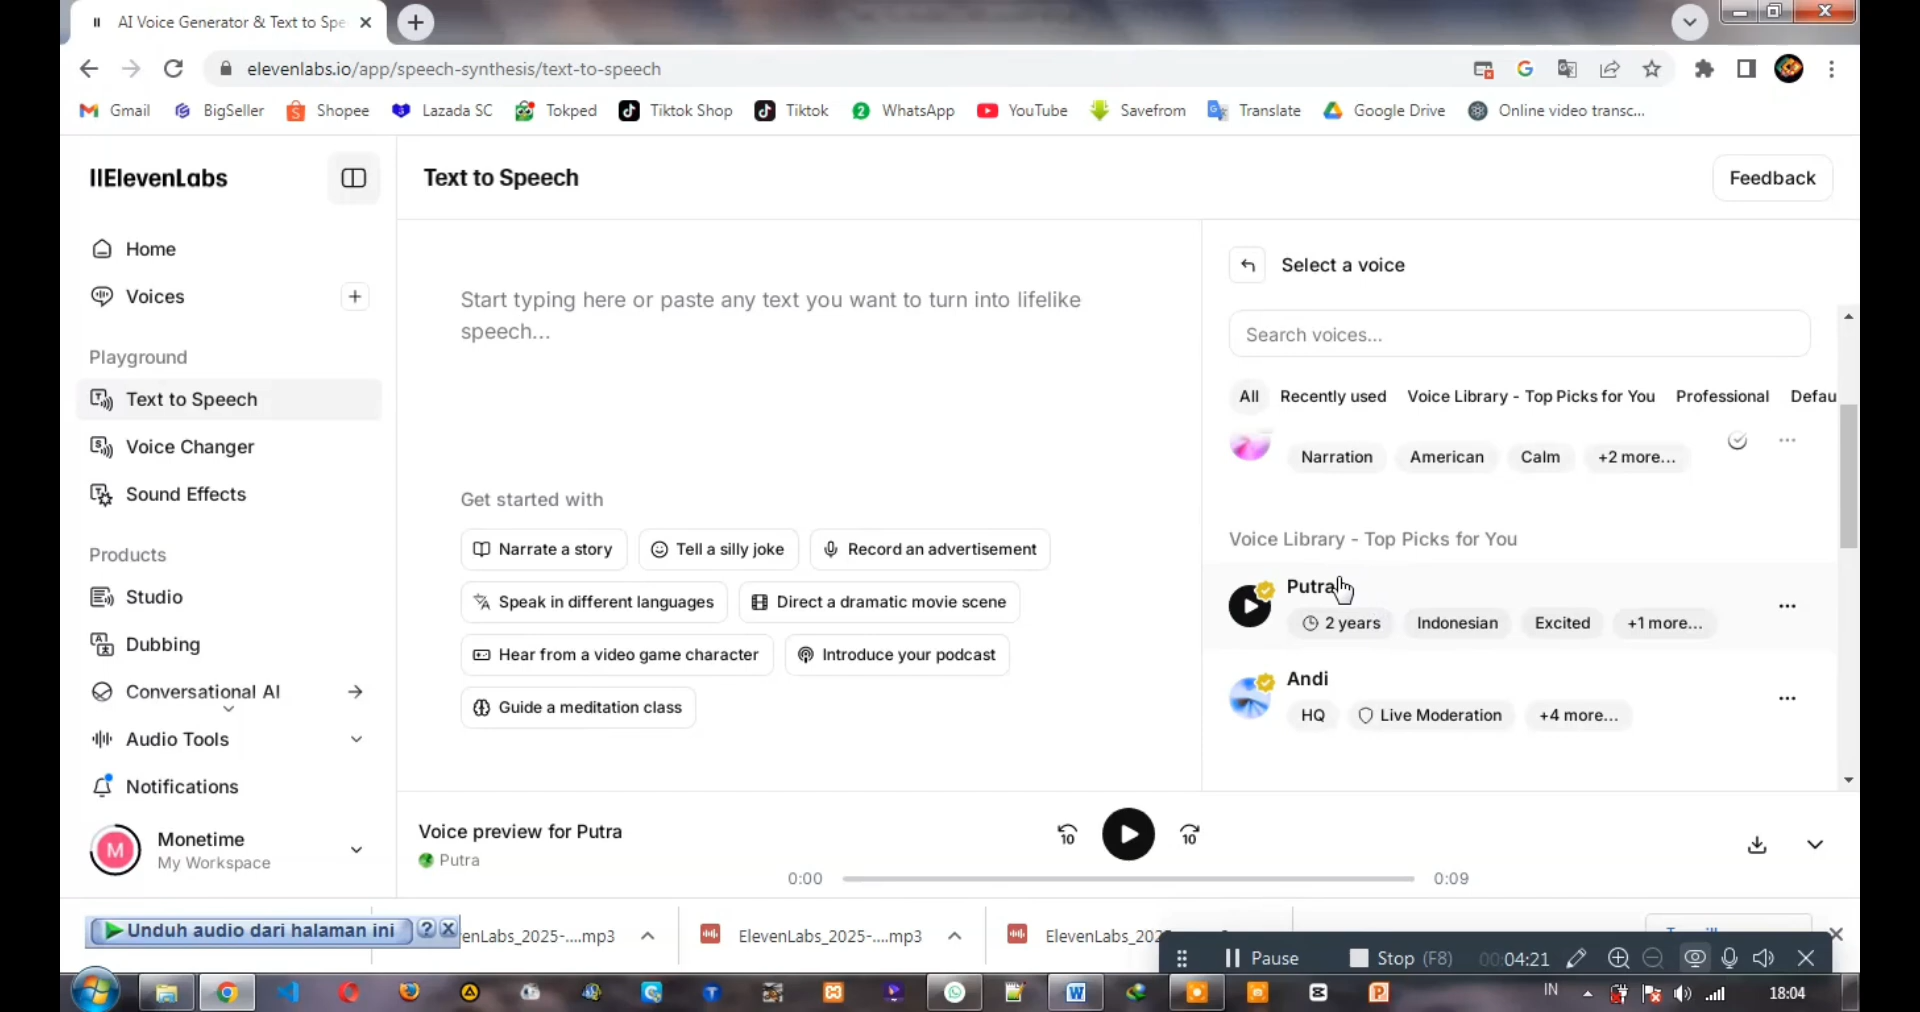 AI Voice Generator & Text to Spe
elevenlabs.io/app/speech-synthesis/text-to-speech
Gmail
BigSeller
Shopee
Lazada SC
Tokped
Tiktok Shop
Tiktok
WhatsApp
YouTube
Savefrom
Translate
Google Drive
Online video transc...
IIElevenLabs
Text to Speech
Feedback
Home
Voices
Playground
Text to Speech
Voice Changer
Sound Effects
Products
Studio
Dubbing
Conversational AI
Audio Tools
Notifications
M
Monetime
My Workspace
Start typing here or paste any text you want to turn into lifelike
speech...
Get started with
Narrate a story
Tell a silly joke
Record an advertisement
Speak in different languages
Direct a dramatic movie scene
Hear from a video game character
Introduce your podcast
Guide a meditation class
Select a voice
Search voices...
All
Recently used
Voice Library - Top Picks for You
Professional
Defau
Narration
American
Calm
+2 more...
Voice Library - Top Picks for You
Putra
2 years
Indonesian
Excited
+1 more...
Andi
HQ
Live Moderation
+4 more...
Voice preview for Putra
Putra
10
10
0:00
0:09
Unduh audio dari halaman ini
enLabs_2025-....mp3
ElevenLabs_2025-....mp3
ElevenLabs_202
Pause
Stop (F8)
00:04:21
IN
18:04